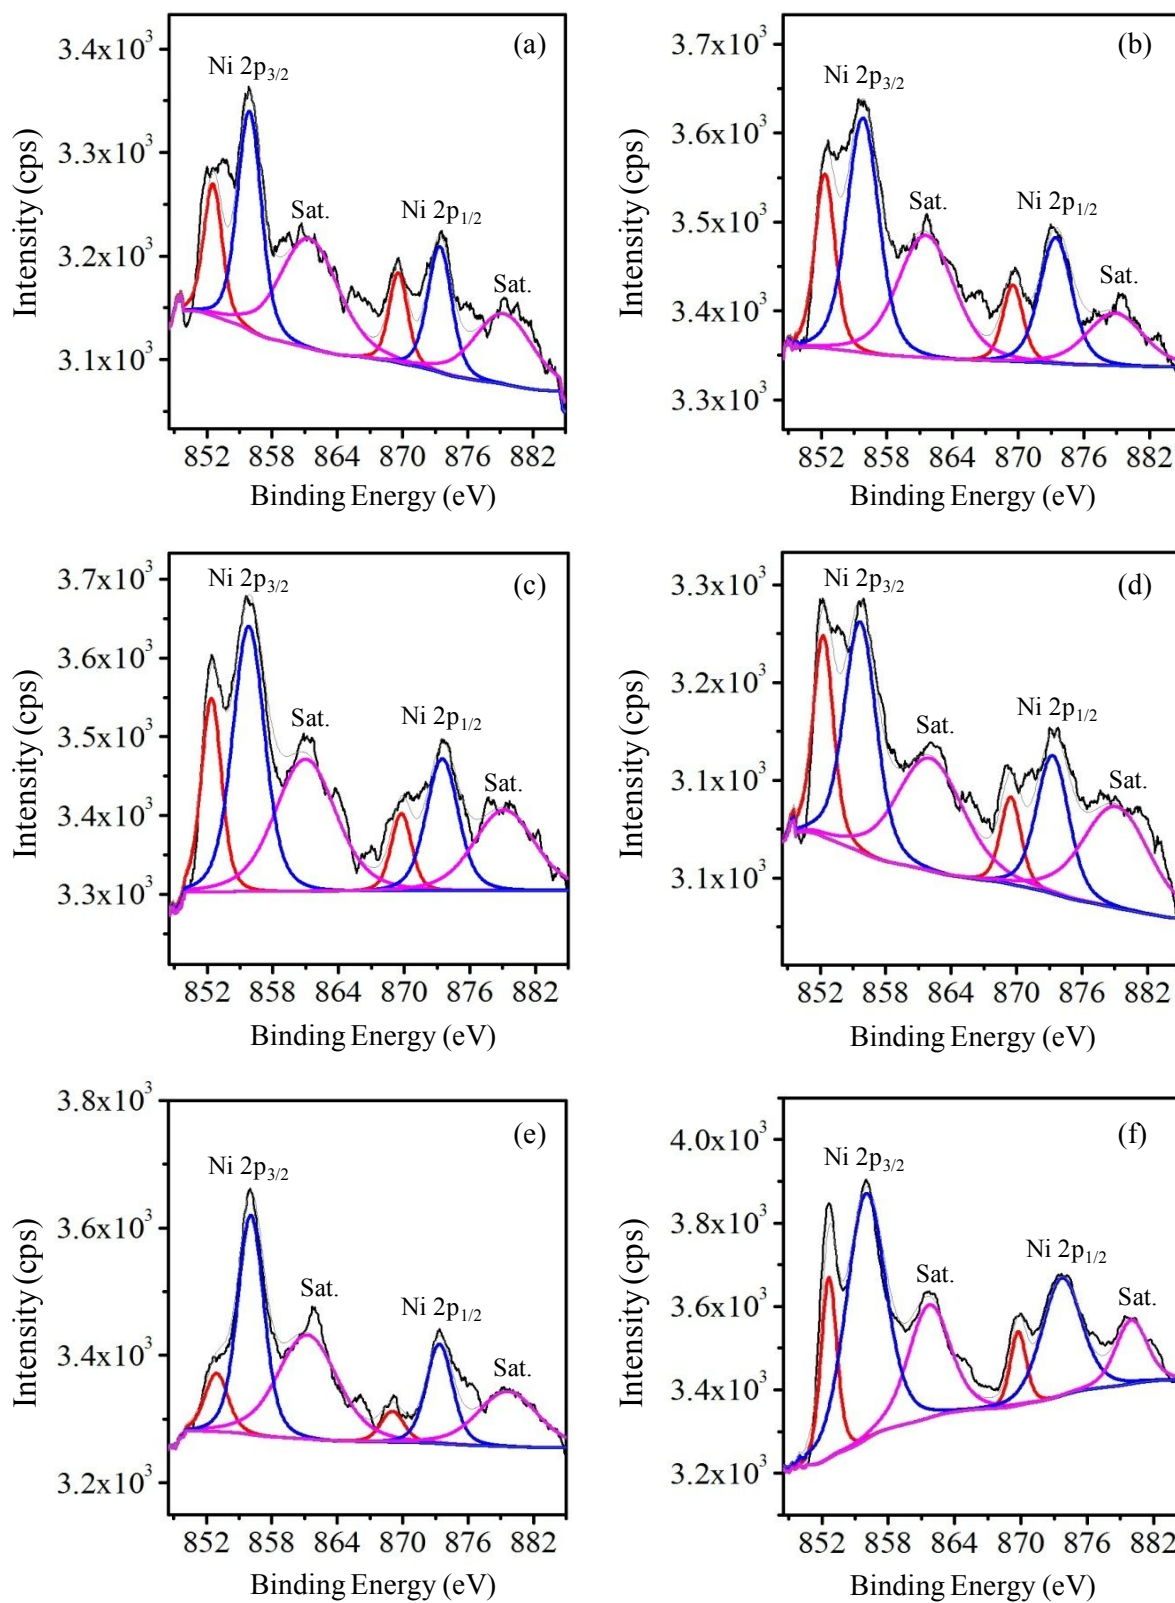 (a)
Ni 2p3/2
Sat.
Ni 2p1/2
Sat.
3.4x10³
3.3x10³
3.2x10³
3.1x10³
Intensity (cps)
852 858 864 870 876 882
Binding Energy (eV)
(b)
Ni 2p3/2
Sat.
Ni 2p1/2
Sat.
3.7x10³
3.6x10³
3.5x10³
3.4x10³
3.3x10³
Intensity (cps)
852 858 864 870 876 882
Binding Energy (eV)
(c)
Ni 2p3/2
Sat.
Ni 2p1/2
Sat.
3.7x10³
3.6x10³
3.5x10³
3.4x10³
3.3x10³
Intensity (cps)
852 858 864 870 876 882
Binding Energy (eV)
(d)
Ni 2p3/2
Sat.
Ni 2p1/2
Sat.
3.3x10³
3.2x10³
3.1x10³
3.1x10³
Intensity (cps)
852 858 864 870 876 882
Binding Energy (eV)
(e)
Ni 2p3/2
Sat.
Ni 2p1/2
Sat.
3.8x10³
3.6x10³
3.4x10³
3.2x10³
Intensity (cps)
852 858 864 870 876 882
Binding Energy (eV)
(f)
Ni 2p3/2
Sat.
Ni 2p1/2
Sat.
4.0x10³
3.8x10³
3.6x10³
3.4x10³
3.2x10³
Intensity (cps)
852 858 864 870 876 882
Binding Energy (eV)